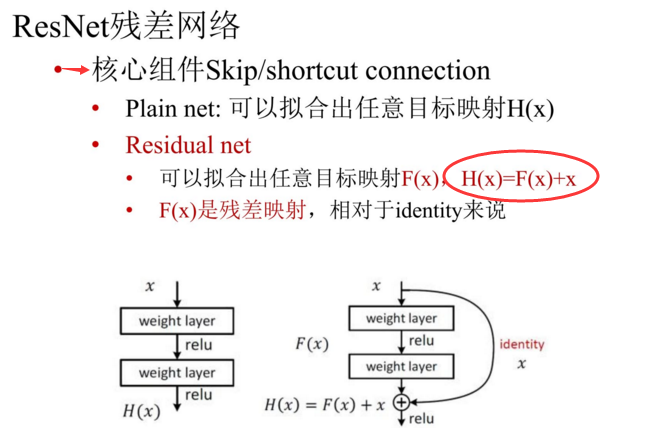 ResNet残差网络
核心组件Skip/shortcut connection
Plain net: 可以拟合出任意目标映射H(x)
Residual net
可以拟合出任意目标映射F(x), H(x)=F(x)+x
F(x)是残差映射，相对于identity来说
x
weight layer
relu
weight layer
relu
H(x)
x
weight layer
F(x)
relu
identity
x
weight layer
H(x) = F(x) + x
relu